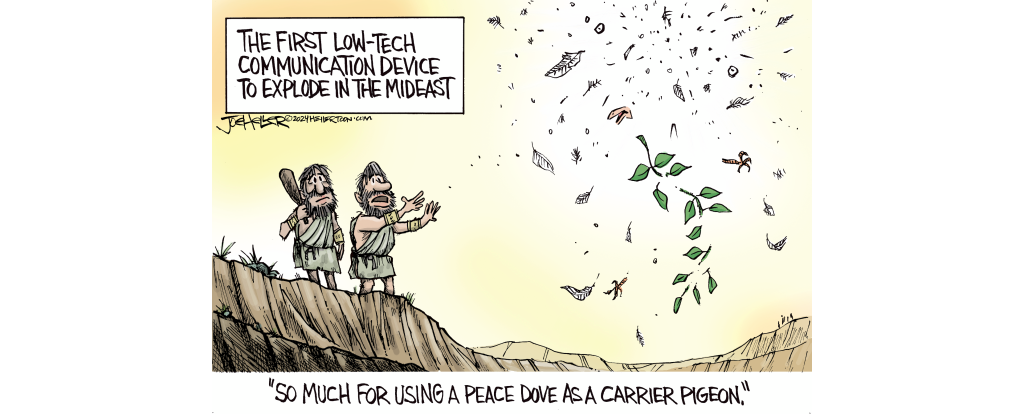 THE FIRST LOW-TECH
COMMUNICATION DEVICE
TO EXPLODE IN THE MIDEAST
JOE HELLER ©2024 HELLERTOON.COM
"SO MUCH FOR USING A PEACE DOVE AS A CARRIER PIGEON."